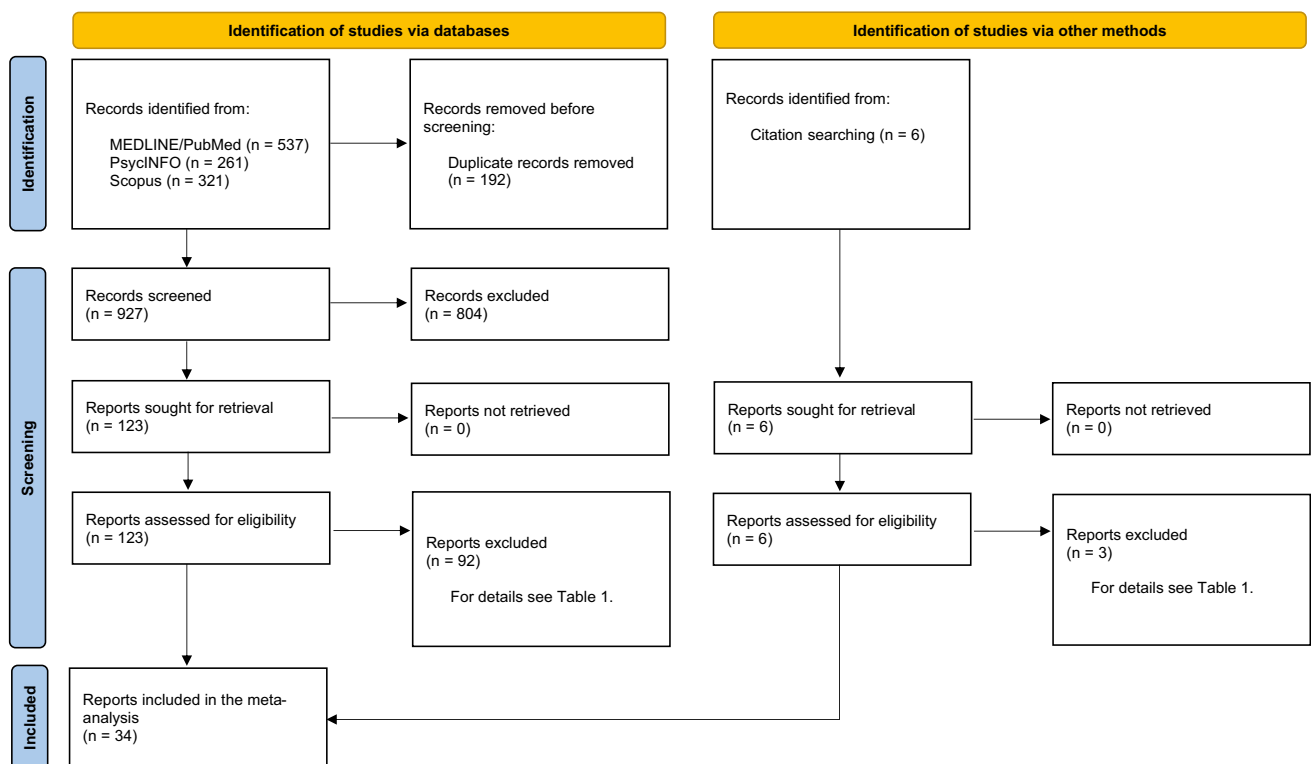 Identification of studies via databases
Identification of studies via other methods
Identification
Records identified from:
MEDLINE/PubMed (n = 537)
PsycINFO (n = 261)
Scopus (n = 321)
Records removed before
screening:
Duplicate records removed
(n = 192)
Records identified from:
Citation searching (n = 6)
Screening
Records screened
(n = 927)
Records excluded
(n = 804)
Reports sought for retrieval
(n = 123)
Reports not retrieved
(n = 0)
Reports sought for retrieval
(n = 6)
Reports not retrieved
(n = 0)
Reports assessed for eligibility
(n = 123)
Reports excluded
(n = 92)
For details see Table 1.
Reports assessed for eligibility
(n = 6)
Reports excluded
(n = 3)
For details see Table 1.
Included
Reports included in the meta-
analysis
(n = 34)